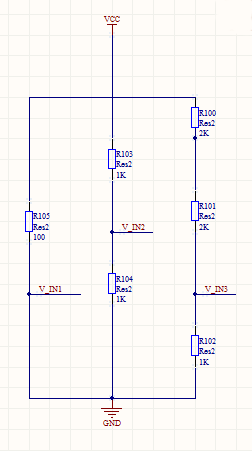 VCC
R100
Res2
2K
R103
Res2
1K
R101
Res2
2K
R105
Res2
100
V_IN2
R104
Res2
1K
V_IN1
V_IN3
R102
Res2
1K
GND